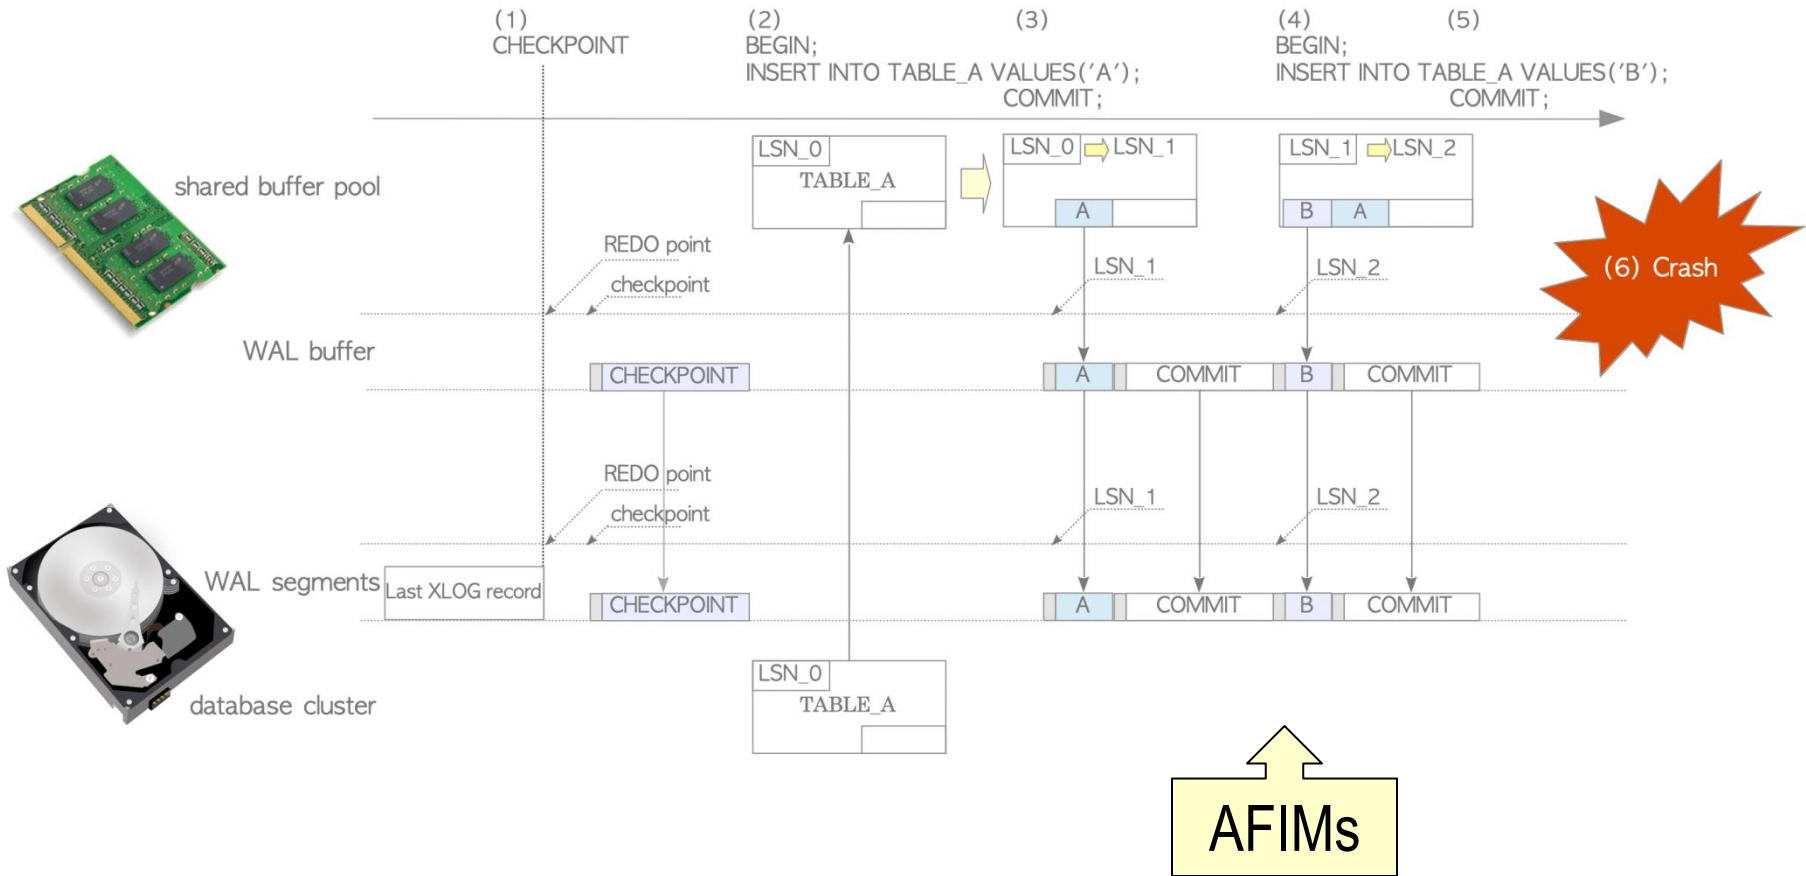 (1)
CHECKPOINT
(2)
BEGIN;
INSERT INTO TABLE_A VALUES('A');
(3)
COMMIT;
(4)
BEGIN;
INSERT INTO TABLE_A VALUES('B');
(5)
COMMIT;
shared buffer pool
LSN_0
TABLE_A
LSN_0 LSN_1
A
LSN_1 LSN_2
B A
REDO point
checkpoint
LSN_1
LSN_2
(6) Crash
WAL buffer
CHECKPOINT
A COMMIT B COMMIT
REDO point
checkpoint
LSN_1
LSN_2
WAL segments
Last XLOG record
CHECKPOINT
A COMMIT B COMMIT
database cluster
LSN_0
TABLE_A
AFIMs